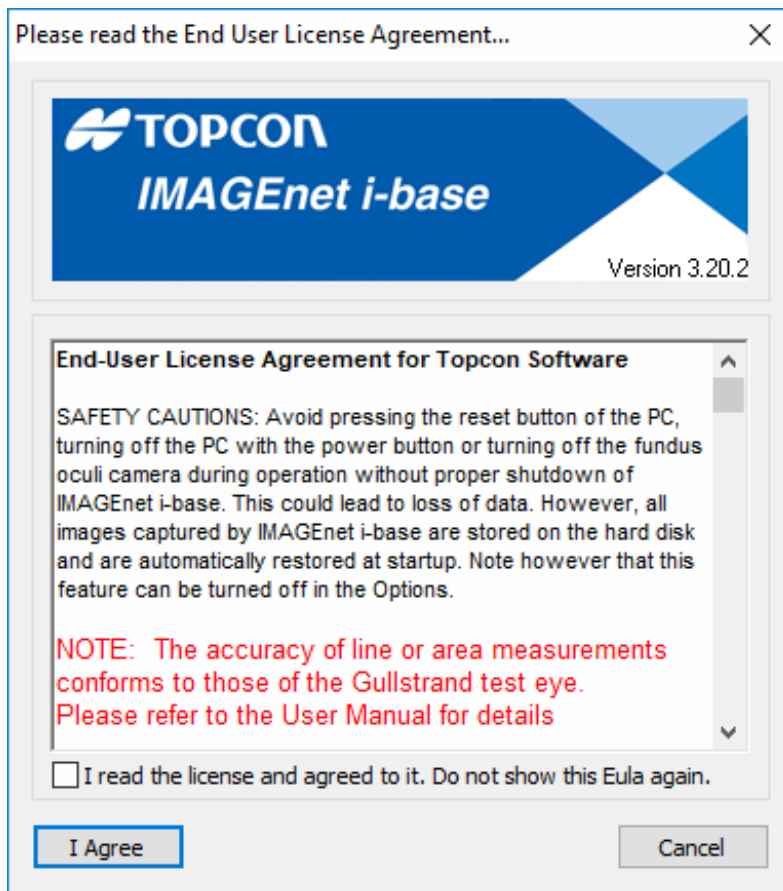 Please read the End User License Agreement...
TOPCON
IMAGEnet i-base
Version 3.20.2
End-User License Agreement for Topcon Software
SAFETY CAUTIONS: Avoid pressing the reset button of the PC,
turning off the PC with the power button or turning off the fundus
oculi camera during operation without proper shutdown of
IMAGEnet i-base. This could lead to loss of data. However, all
images captured by IMAGEnet i-base are stored on the hard disk
and are automatically restored at startup. Note however that this
feature can be turned off in the Options.
NOTE: The accuracy of line or area measurements
conforms to those of the Gullstrand test eye.
Please refer to the User Manual for details
I read the license and agreed to it. Do not show this Eula again.
I Agree
Cancel